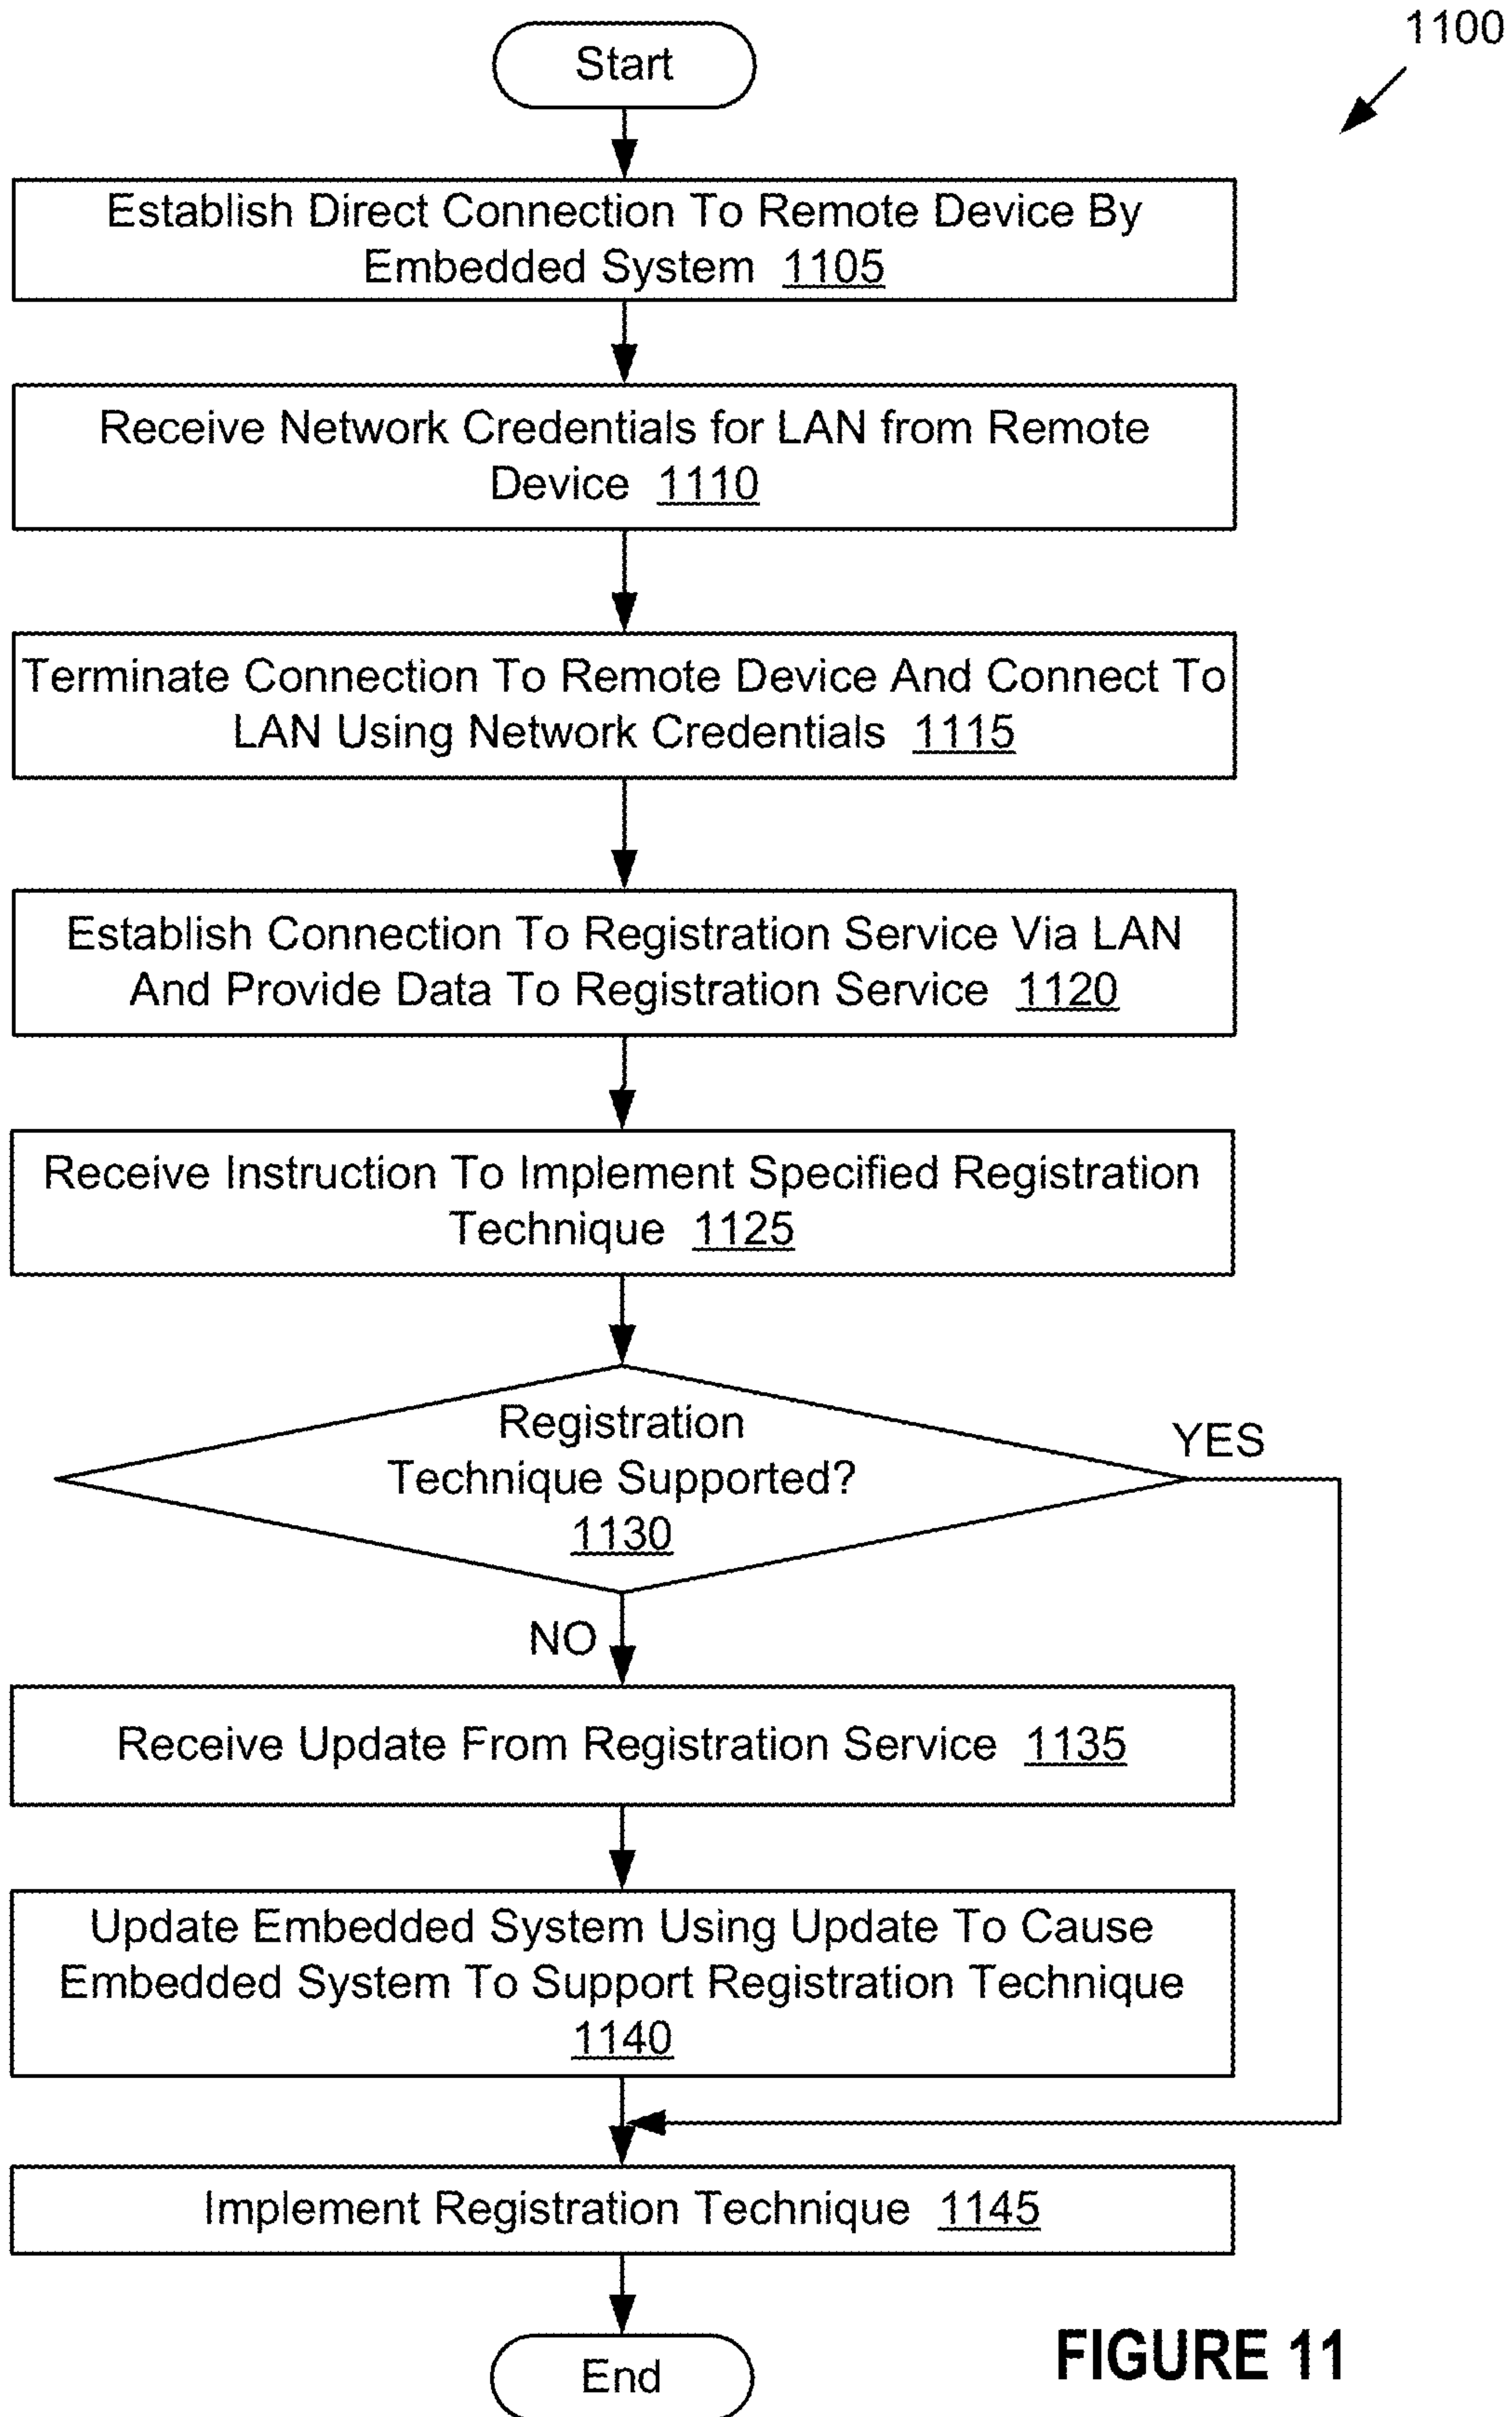 1100
Start
Establish Direct Connection To Remote Device By
Embedded System 1105
Receive Network Credentials for LAN from Remote
Device 1110
Terminate Connection To Remote Device And Connect To
LAN Using Network Credentials 1115
Establish Connection To Registration Service Via LAN
And Provide Data To Registration Service 1120
Receive Instruction To Implement Specified Registration
Technique 1125
Registration
Technique Supported?
1130
YES
NO
Receive Update From Registration Service 1135
Update Embedded System Using Update To Cause
Embedded System To Support Registration Technique
1140
Implement Registration Technique 1145
End
FIGURE 11